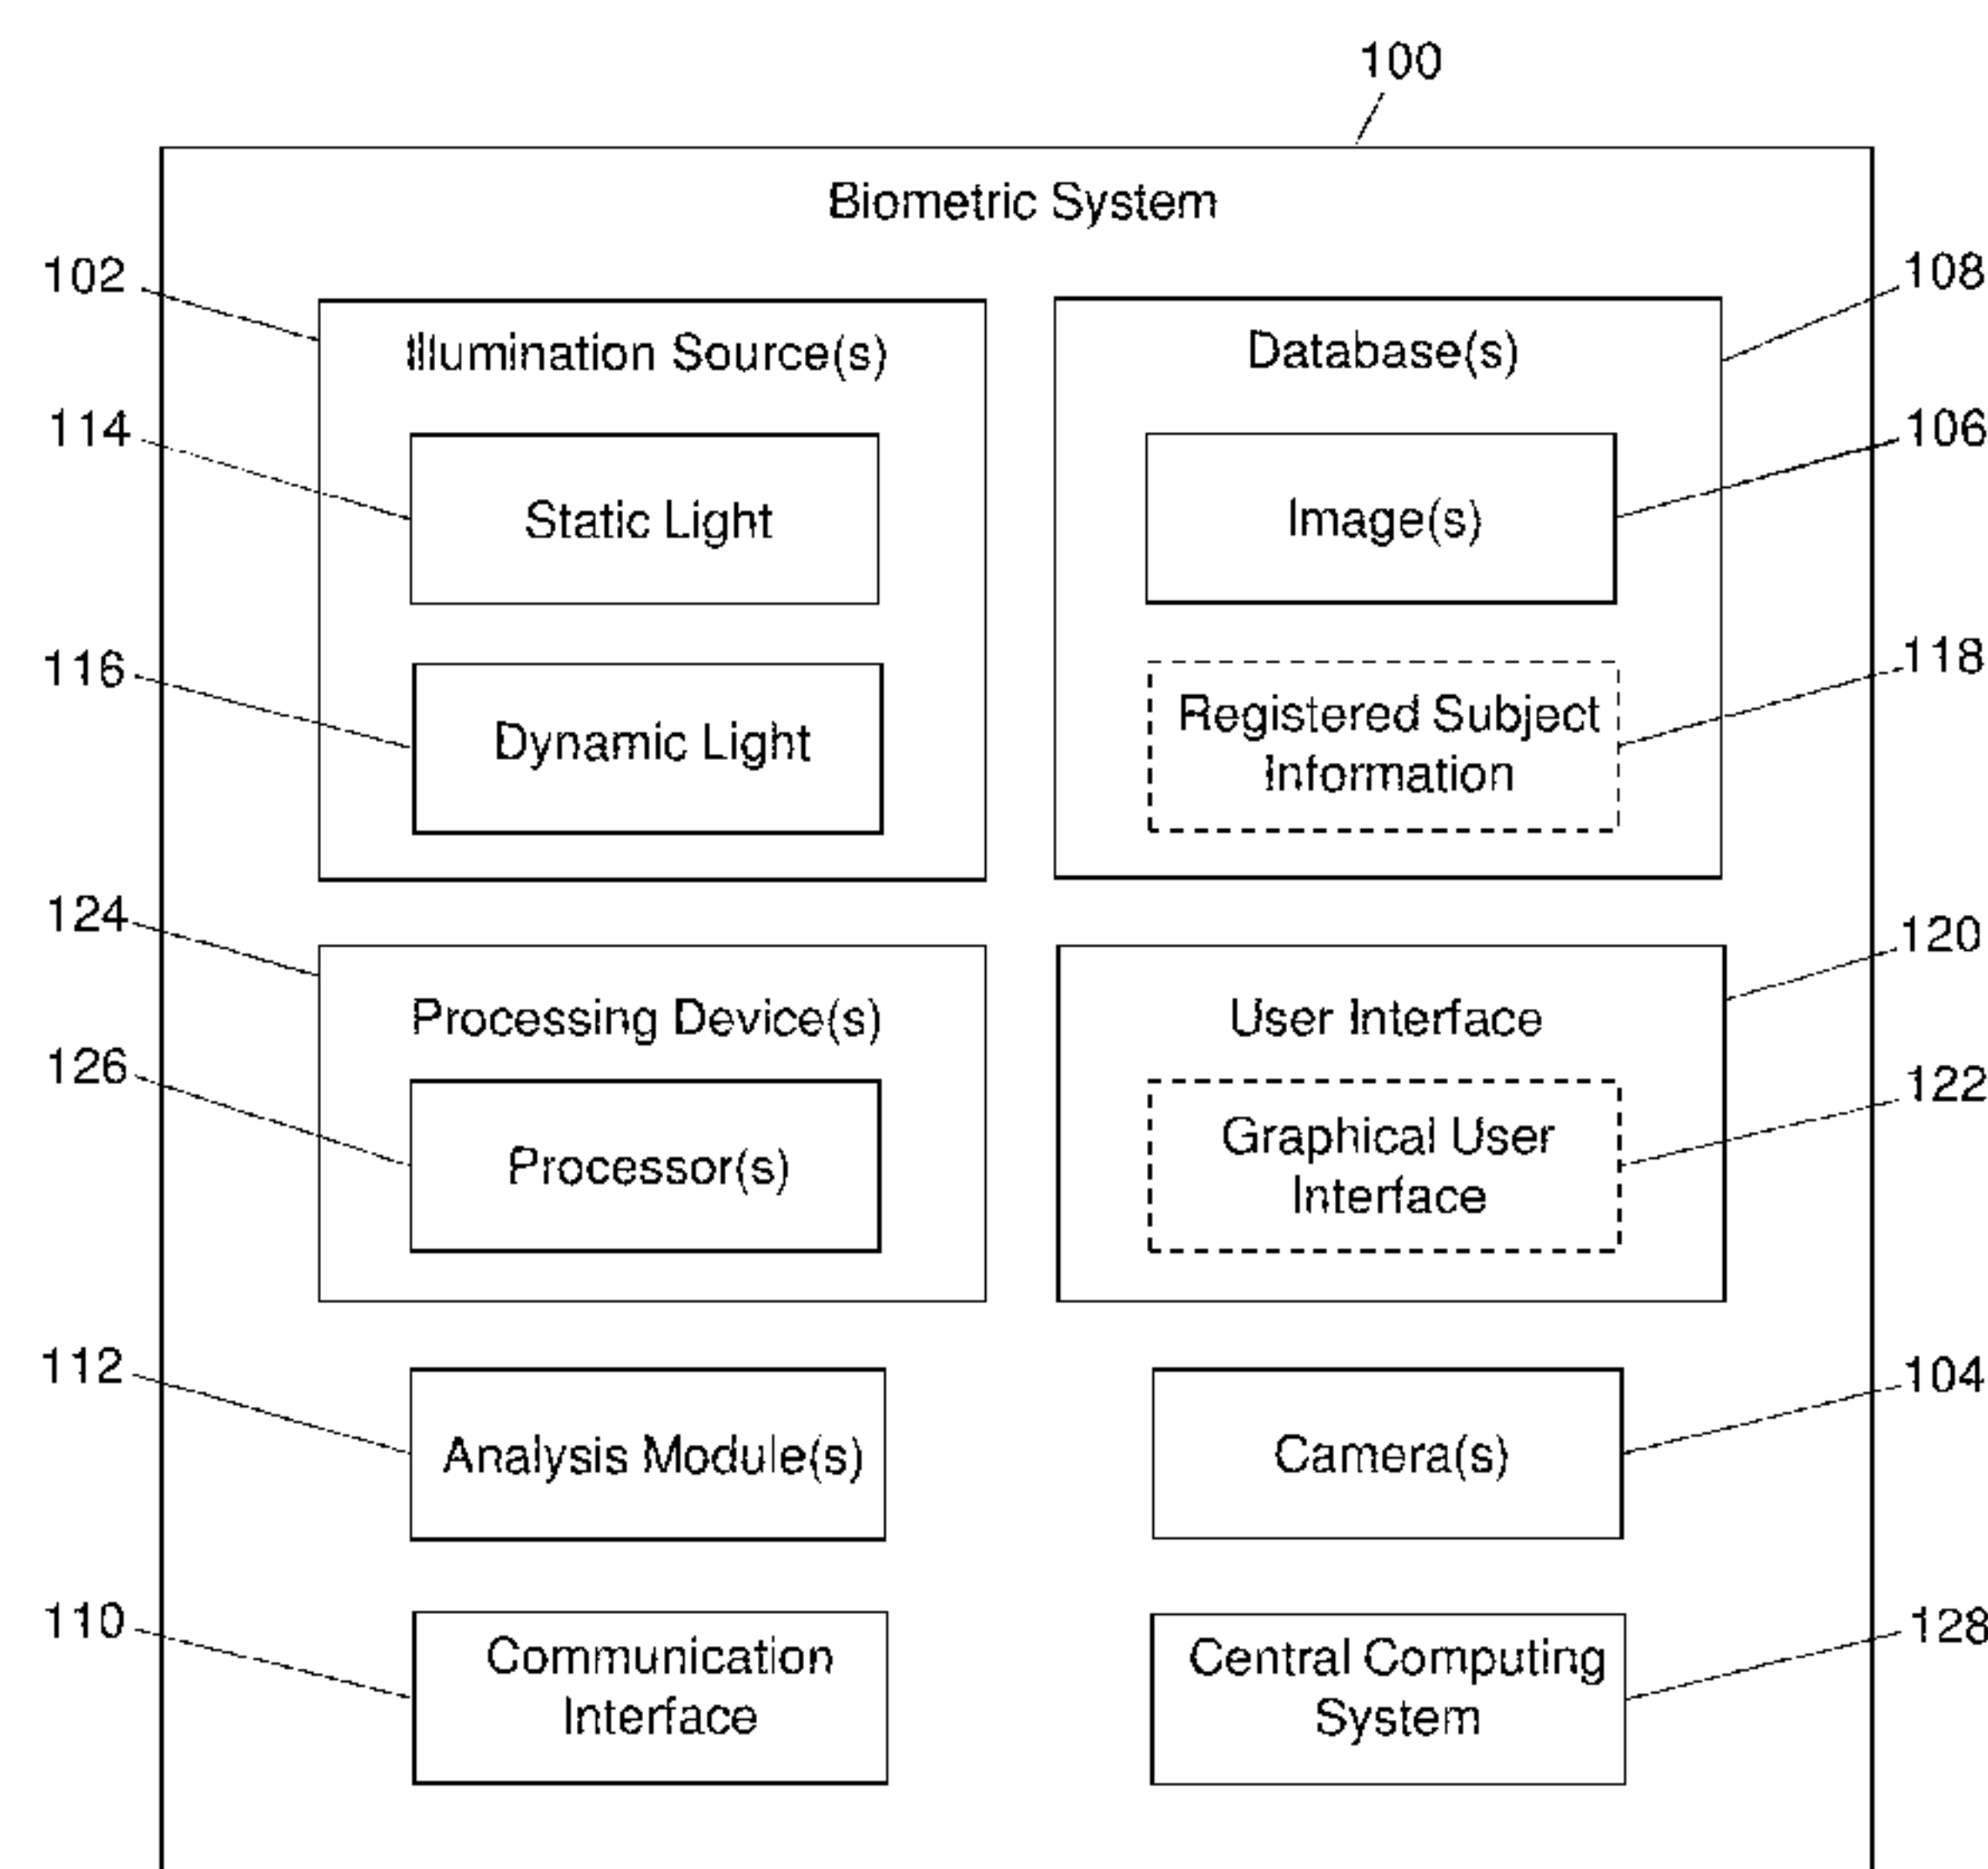 100
Biometric System
102
108
Illumination Source(s)
Database(s)
114
106
Static Light
Image(s)
116
118
Dynamic Light
Registered Subject
Information
124
120
Processing Device(s)
User Interface
126
122
Processor(s)
Graphical User
Interface
112
104
Analysis Module(s)
Camera(s)
110
128
Communication
Interface
Central Computing
System